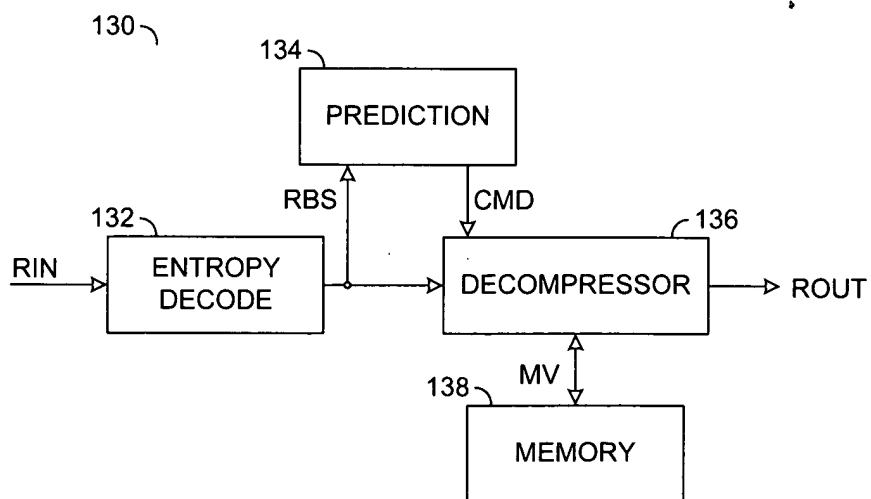 130
134
PREDICTION
RBS
CMD
132
136
RIN
ENTROPY
DECODE
DECOMPRESSOR
ROUT
MV
138
MEMORY